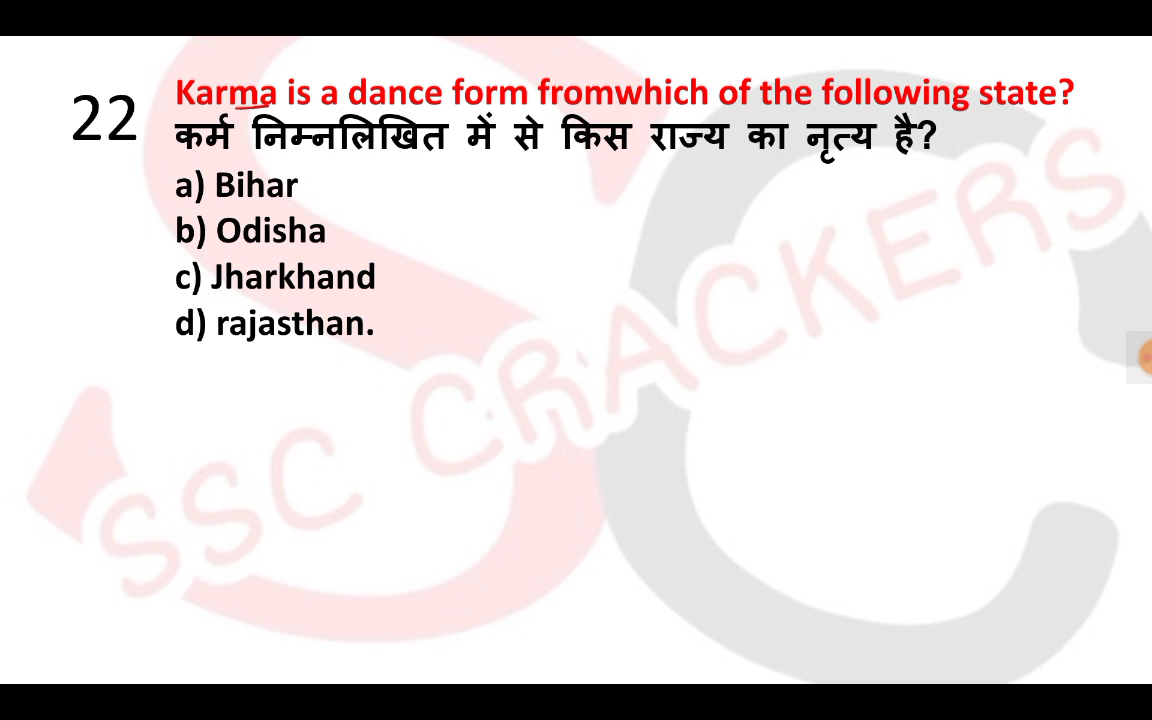 22
Karma is a dance form fromwhich of the following state?
कर्म निम्नलिखित में से किस राज्य का नृत्य है?
a) Bihar
b) Odisha
c) Jharkhand
d) rajasthan.
SSC CRACKERS